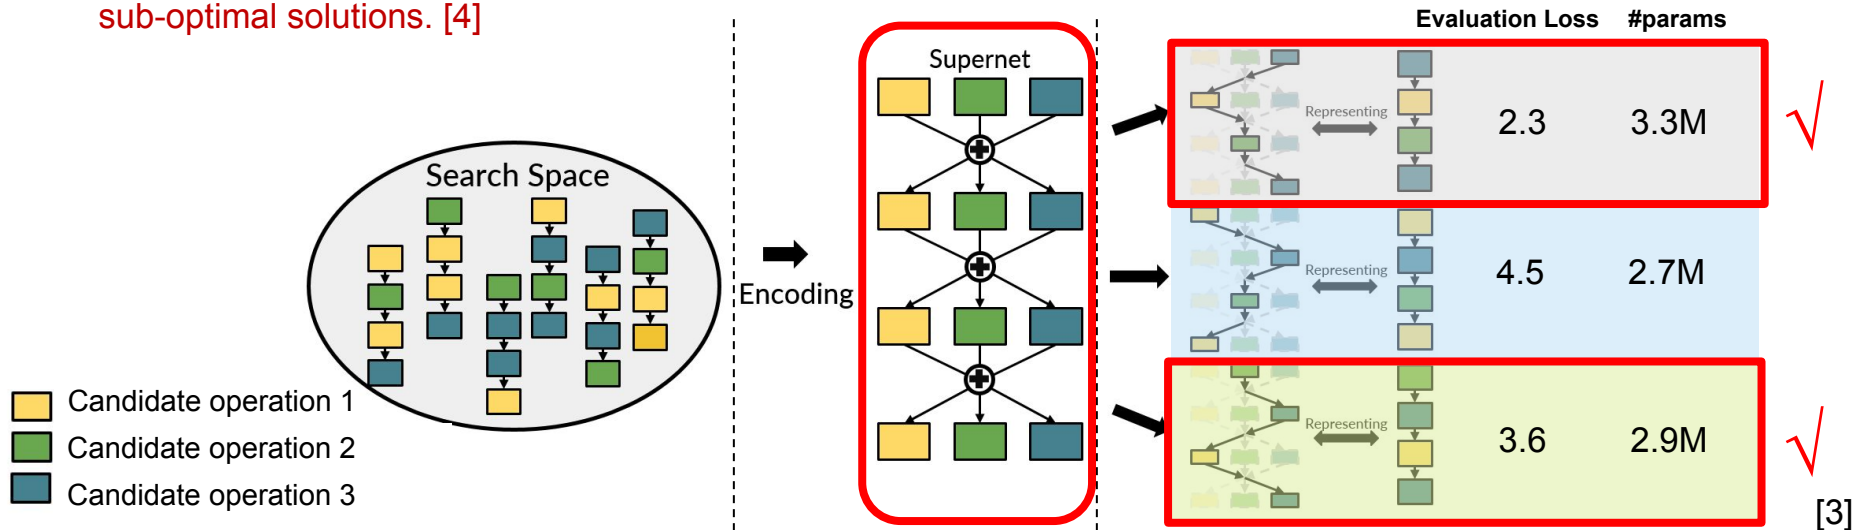 sub-optimal solutions. [4]
Evaluation Loss #params
Supernet
Search Space
Encoding
Candidate operation 1
Candidate operation 2
Candidate operation 3
Representing
2.3 3.3M
√
Representing
4.5 2.7M
Representing
3.6 2.9M
√
[3]